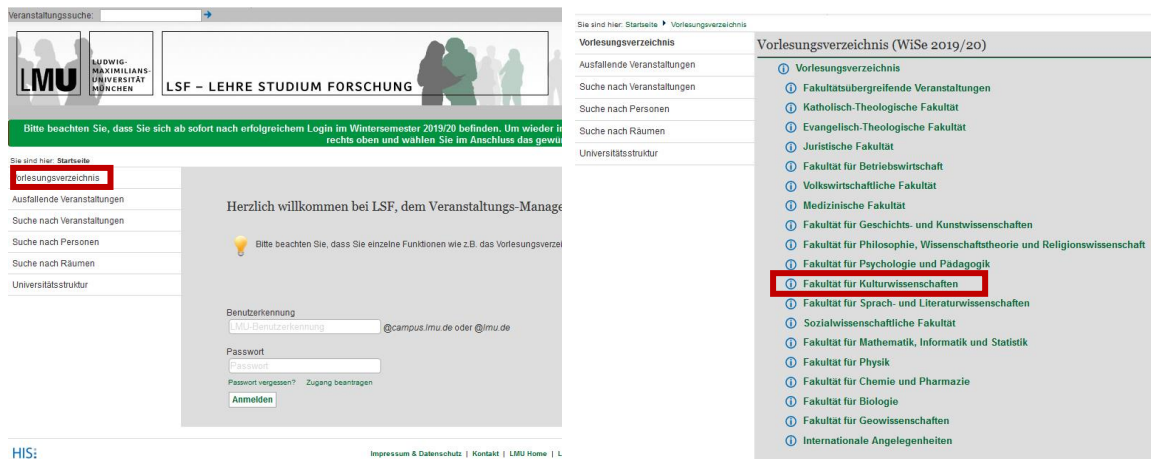 Veranstaltungssuche:
LMU
LUDWIG-
MAXIMILIANS-
UNIVERSITÄT
MÜNCHEN
LSF – LEHRE STUDIUM FORSCHUNG
Bitte beachten Sie, dass Sie sich ab sofort nach erfolgreichem Login im Wintersemester 2019/20 befinden. Um wieder in
rechts oben und wählen Sie im Anschluss das gewü
Sie sind hier: Startseite
Vorlesungsverzeichnis
Ausfallende Veranstaltungen
Suche nach Veranstaltungen
Suche nach Personen
Suche nach Räumen
Universitätsstruktur
Herzlich willkommen bei LSF, dem Veranstaltungs-Manage
Bitte beachten Sie, dass Sie einzelne Funktionen wie z.B. das Vorlesungsverzei
Benutzerkennung
LMU-Benutzerkennung @campus.lmu.de oder @lmu.de
Passwort
Passwort
Passwort vergessen? Zugang beantragen
Anmelden
HIS:
Impressum & Datenschutz | Kontakt | LMU Home | L
Sie sind hier: Startseite Vorlesungsverzeichnis
Vorlesungsverzeichnis
Ausfallende Veranstaltungen
Suche nach Veranstaltungen
Suche nach Personen
Suche nach Räumen
Universitätsstruktur
Vorlesungsverzeichnis (WiSe 2019/20)
Vorlesungsverzeichnis
Fakultätsübergreifende Veranstaltungen
Katholisch-Theologische Fakultät
Evangelisch-Theologische Fakultät
Juristische Fakultät
Fakultät für Betriebswirtschaft
Volkswirtschaftliche Fakultät
Medizinische Fakultät
Fakultät für Geschichts- und Kunstwissenschaften
Fakultät für Philosophie, Wissenschaftstheorie und Religionswissenschaft
Fakultät für Psychologie und Pädagogik
Fakultät für Kulturwissenschaften
Fakultät für Sprach- und Literaturwissenschaften
Sozialwissenschaftliche Fakultät
Fakultät für Mathematik, Informatik und Statistik
Fakultät für Physik
Fakultät für Chemie und Pharmazie
Fakultät für Biologie
Fakultät für Geowissenschaften
Internationale Angelegenheiten